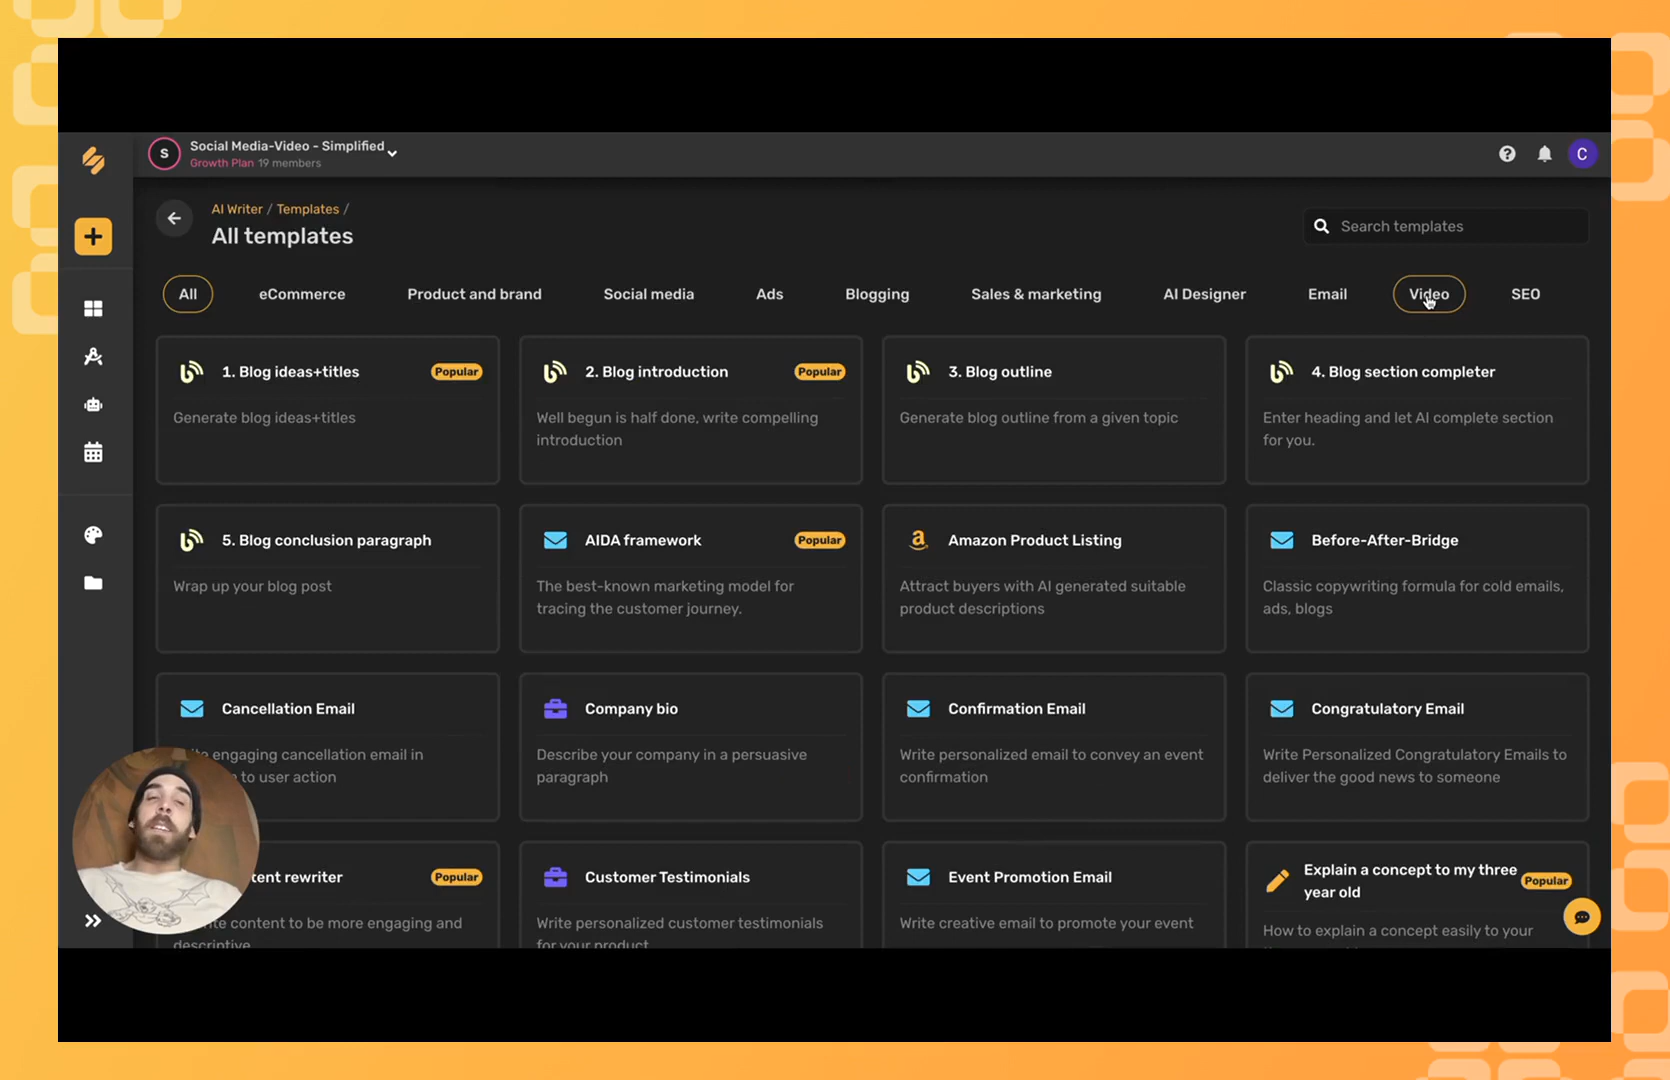 S
Social Media-Video - Simplified
Growth Plan 19 members
C
AI Writer / Templates /
All templates
Search templates
All
eCommerce
Product and brand
Social media
Ads
Blogging
Sales & marketing
AI Designer
Email
Video
SEO
1. Blog ideas+titles
Popular
Generate blog ideas+titles
2. Blog introduction
Popular
Well begun is half done, write compelling
introduction
3. Blog outline
Generate blog outline from a given topic
4. Blog section completer
Enter heading and let AI complete section
for you.
5. Blog conclusion paragraph
Wrap up your blog post
AIDA framework
Popular
The best-known marketing model for
tracing the customer journey.
Amazon Product Listing
Attract buyers with AI generated suitable
product descriptions
Before-After-Bridge
Classic copywriting formula for cold emails,
ads, blogs
Cancellation Email
engaging cancellation email in
to user action
Company bio
Describe your company in a persuasive
paragraph
Confirmation Email
Write personalized email to convey an event
confirmation
Congratulatory Email
Write Personalized Congratulatory Emails to
deliver the good news to someone
rewriter
Popular
content to be more engaging and
descriptive
Customer Testimonials
Write personalized customer testimonials
for your product
Event Promotion Email
Write creative email to promote your event
Explain a concept to my three
year old
Popular
How to explain a concept easily to your